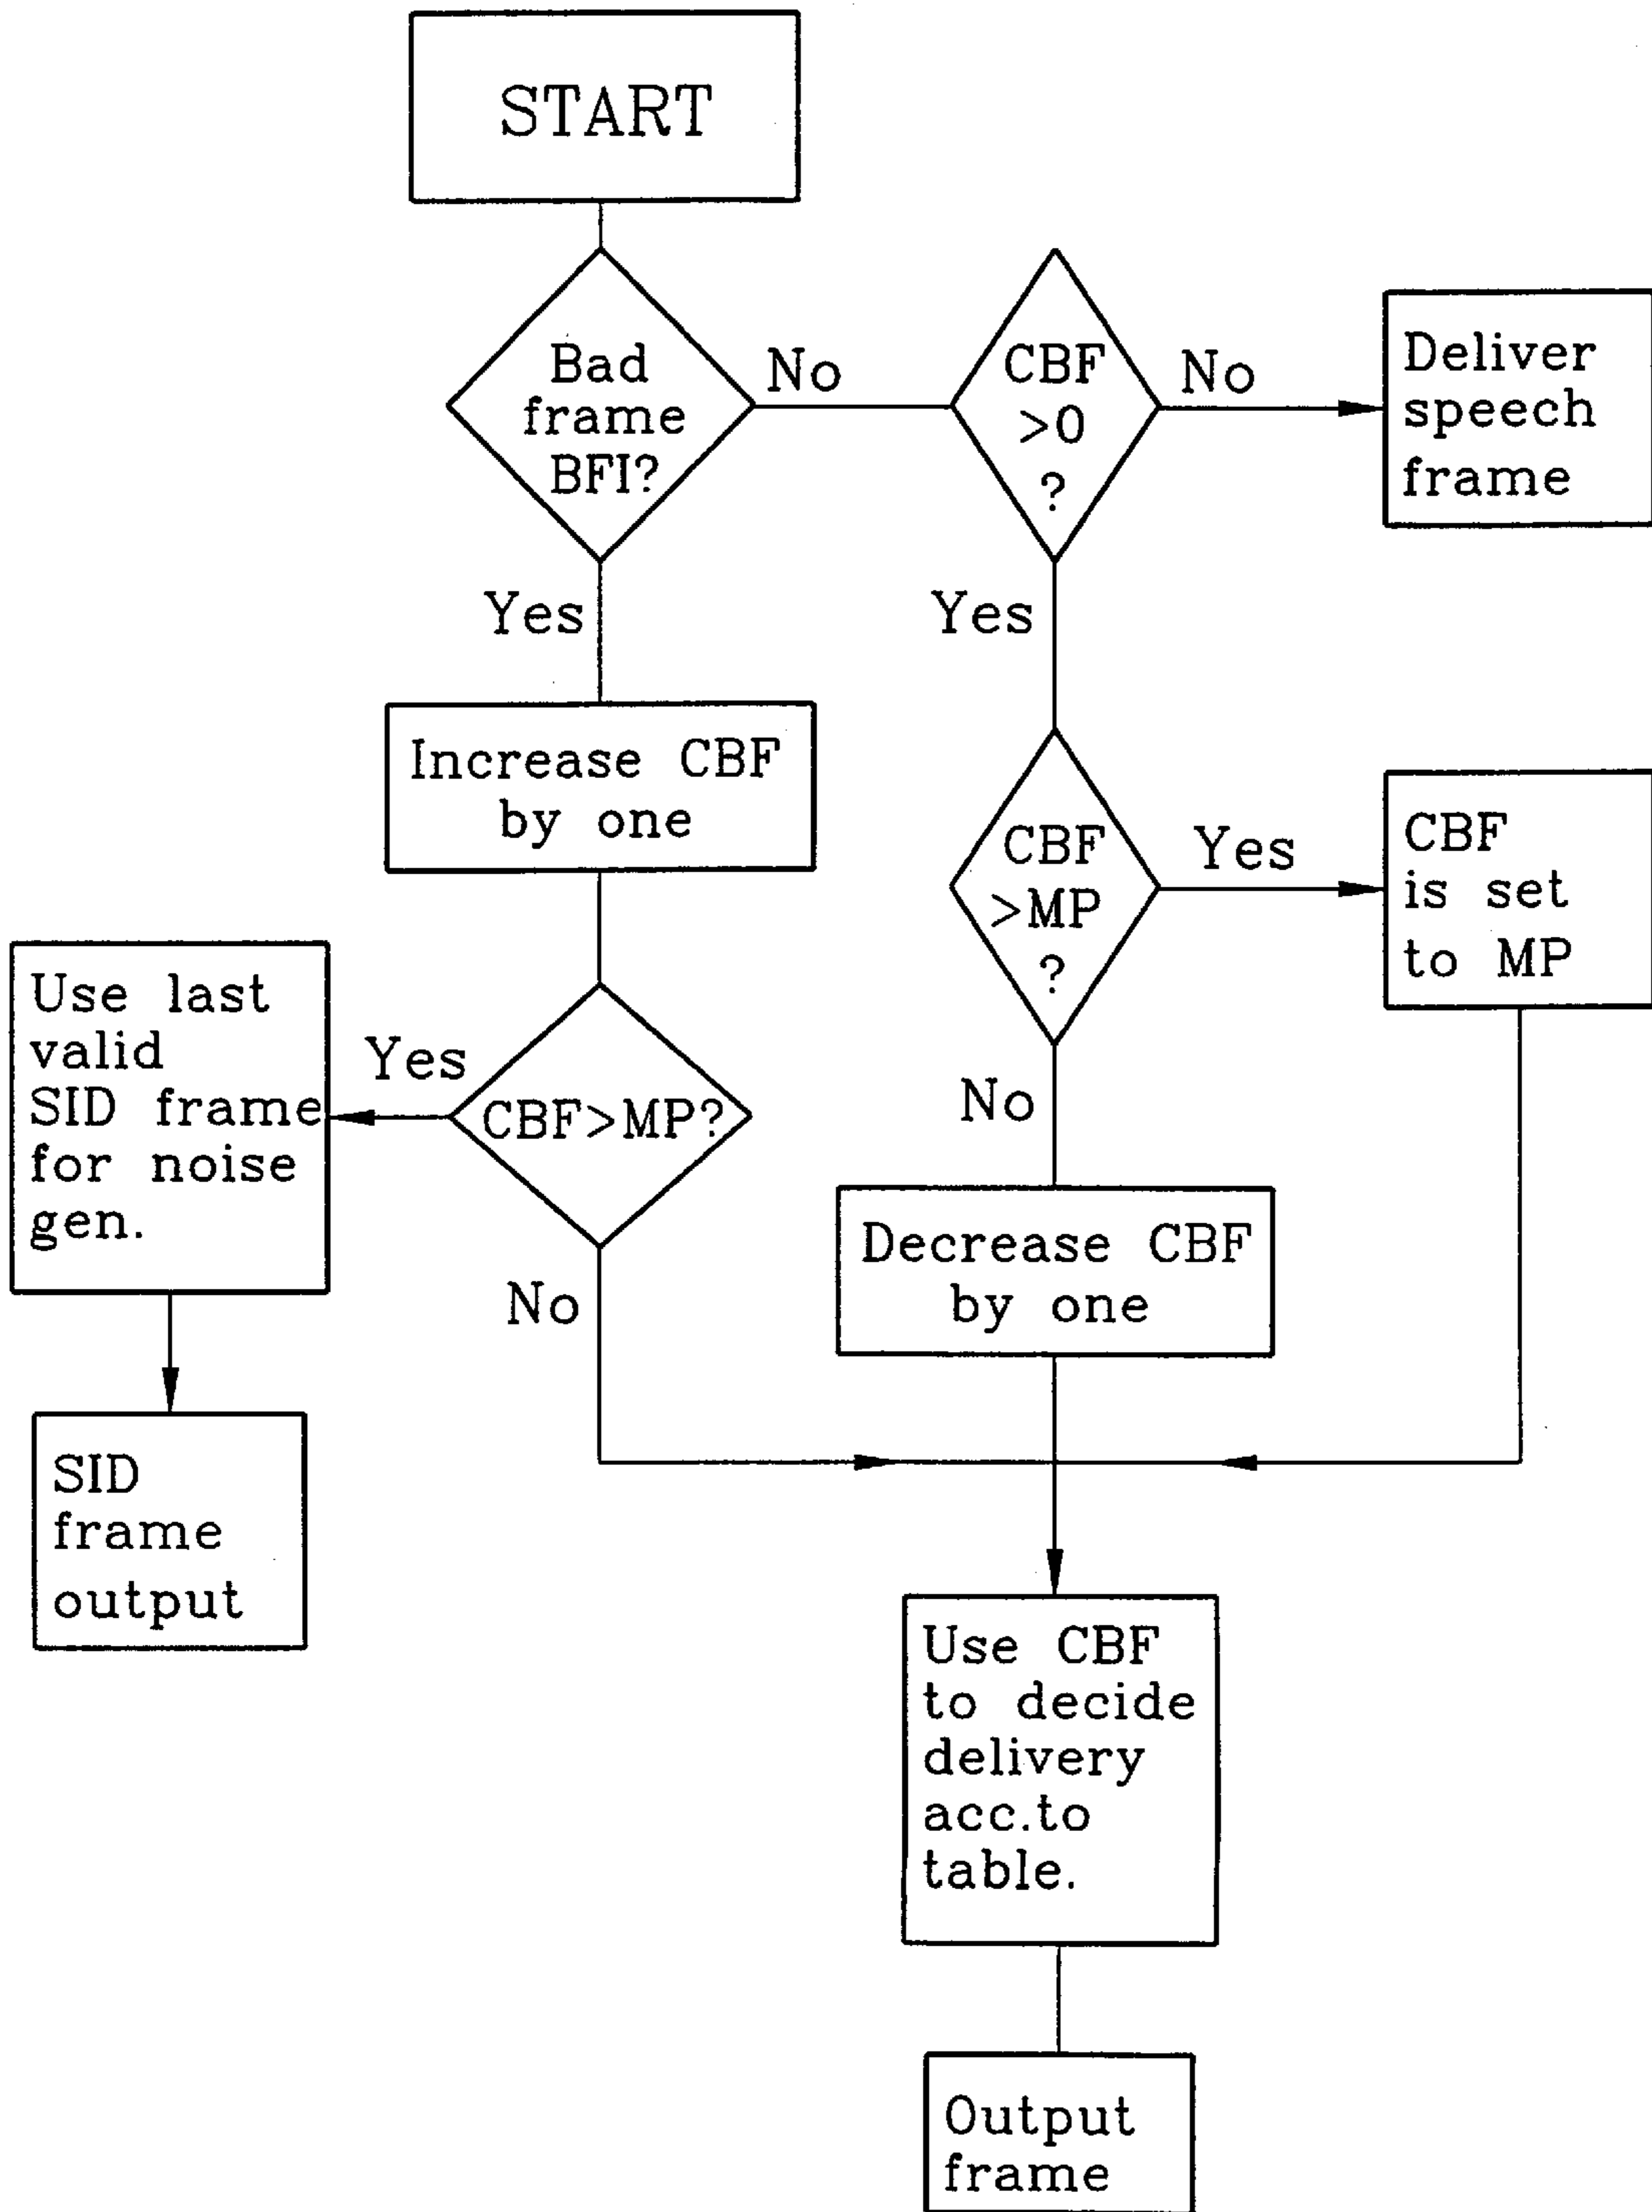 START
Bad
frame
BFI?
No
CBF
>0
?
No
Deliver
speech
frame
Yes
Yes
Increase CBF
by one
CBF
>MP
?
Yes
CBF
is set
to MP
Use last
valid
SID frame
for noise
gen.
Yes
CBF>MP?
No
No
Decrease CBF
by one
SID
frame
output
Use CBF
to decide
delivery
acc.to
table.
Output
frame